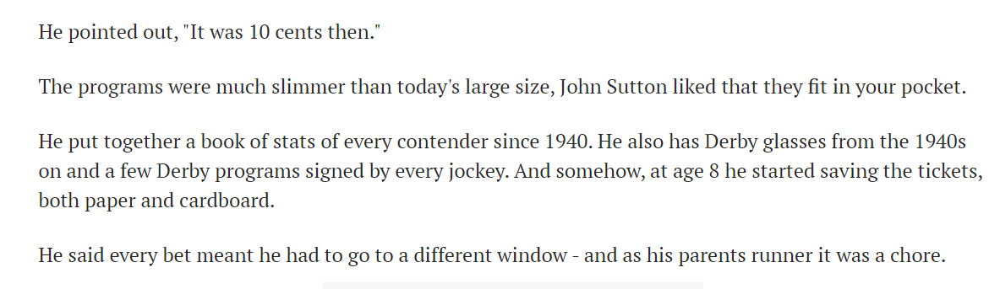 He pointed out, "It was 10 cents then."
The programs were much slimmer than today's large size, John Sutton liked that they fit in your pocket.
He put together a book of stats of every contender since 1940. He also has Derby glasses from the 1940s
on and a few Derby programs signed by every jockey. And somehow, at age 8 he started saving the tickets,
both paper and cardboard.
He said every bet meant he had to go to a different window - and as his parents runner it was a chore.